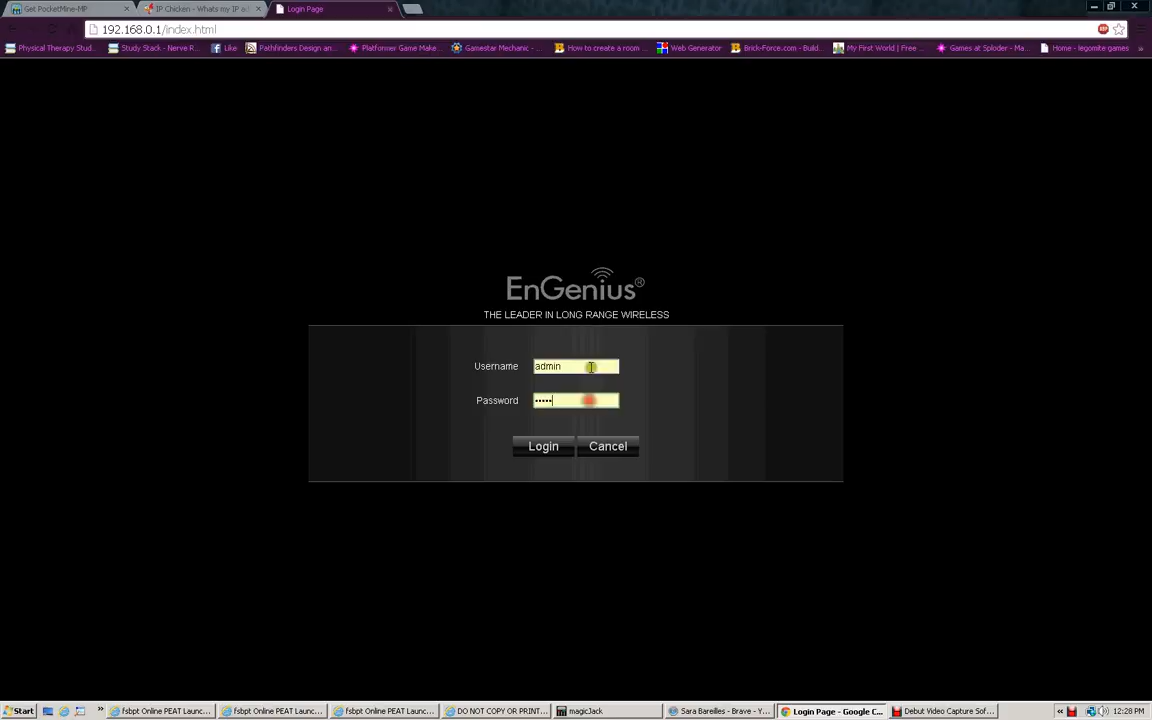 Get PocketMine-MP
IP Chicken - Whats my IP ad
Login Page
192.168.0.1/index.html
Physical Therapy Stud...
Study Stack - Nerve R...
Like
Pathfinders Design an...
Platformer Game Make...
Gamestar Mechanic - ...
How to create a room ...
Web Generator
Brick-Force.com - Build...
My First World | Free ...
Games at Sploder - Ma...
Home - legomite games
»
EnGenius®
THE LEADER IN LONG RANGE WIRELESS
Username admin
Password •••••
Login Cancel
Start
»
fsbpt Online PEAT Launc...
fsbpt Online PEAT Launc...
fsbpt Online PEAT Launc...
DO NOT COPY OR PRINT...
magicJack
Sara Bareilles - Brave - Y...
Login Page - Google C...
Debut Video Capture Sof...
«
12:28 PM